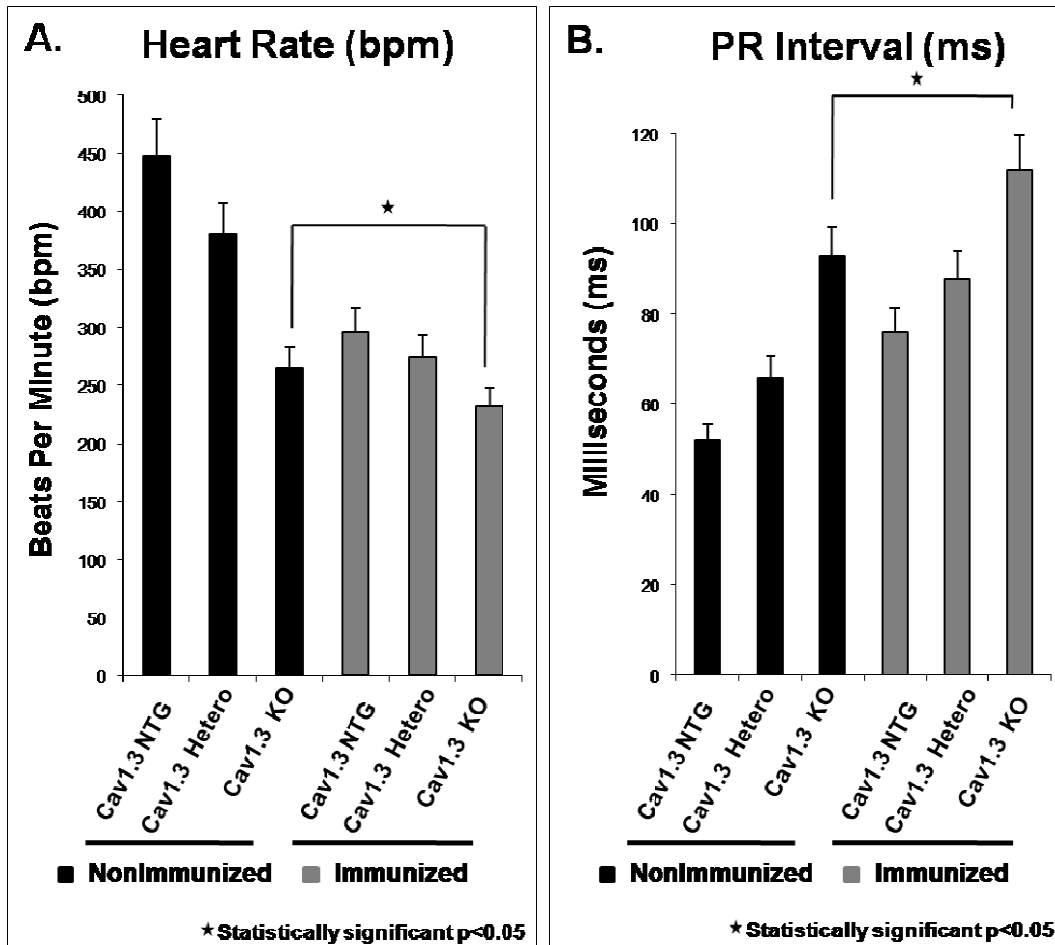 A.
Heart Rate (bpm)
Beats Per Minute (bpm)
500
450
400
350
300
250
200
150
100
50
0
★
Cav1.3 NTG
Cav1.3 Hetero
Cav1.3 KO
Cav1.3 NTG
Cav1.3 Hetero
Cav1.3 KO
NonImmunized
Immunized
★Statistically significant p<0.05
B.
PR Interval (ms)
Milliseconds (ms)
120
100
80
60
40
20
0
★
Cav1.3 NTG
Cav1.3 Hetero
Cav1.3 KO
Cav1.3 NTG
Cav1.3 Hetero
Cav1.3 KO
NonImmunized
Immunized
★Statistically significant p<0.05